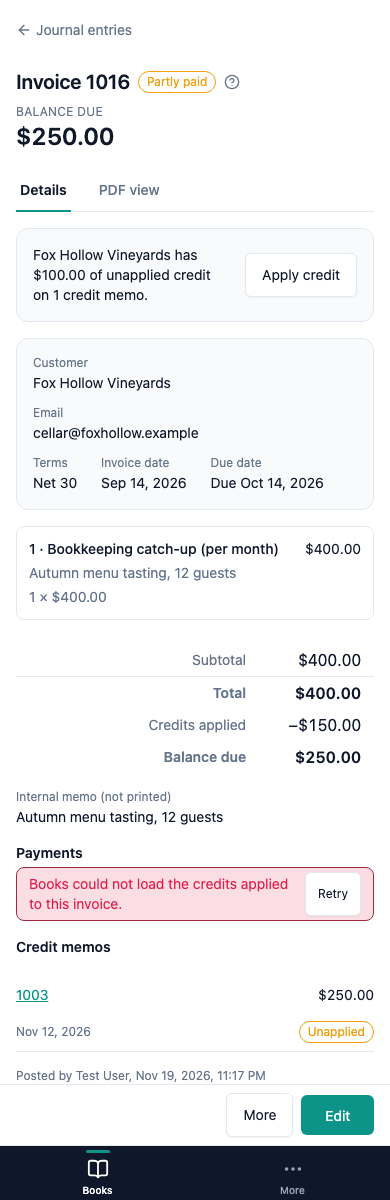 Journal entries
Invoice 1016 Partly paid
BALANCE DUE
$250.00
Details PDF view
Fox Hollow Vineyards has
$100.00 of unapplied credit
on 1 credit memo.
Apply credit
Customer
Fox Hollow Vineyards
Email
cellar@foxhollow.example
Terms Invoice date Due date
Net 30 Sep 14, 2026 Due Oct 14, 2026
1 · Bookkeeping catch-up (per month) $400.00
Autumn menu tasting, 12 guests
1 × $400.00
Subtotal $400.00
Total $400.00
Credits applied –$150.00
Balance due $250.00
Internal memo (not printed)
Autumn menu tasting, 12 guests
Payments
Books could not load the credits applied
to this invoice.
Retry
Credit memos
1003 $250.00
Nov 12, 2026 Unapplied
Posted by Test User, Nov 19, 2026, 11:17 PM
More Edit
Books More